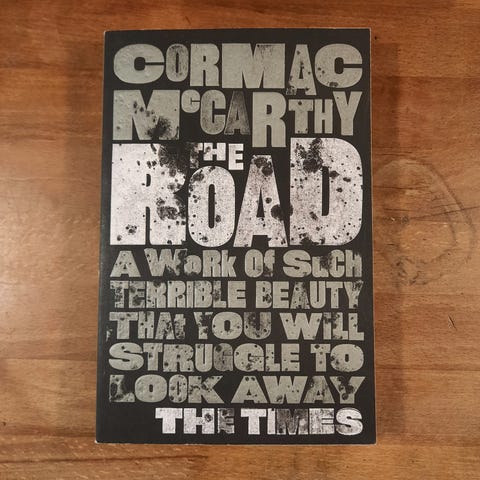 CORMAC
McCARTHY
THE
ROAD
A WORK OF SUCH
TERRIBLE BEAUTY
THAT YOU WILL
STRUGGLE TO
LOOK AWAY
THE TIMES